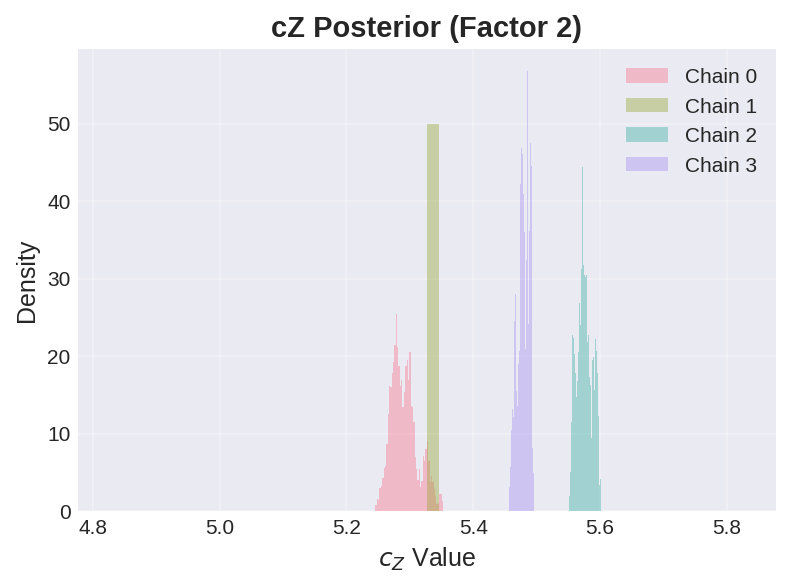 cZ Posterior (Factor 2)
Chain 0
Chain 1
Chain 2
Chain 3
50
40
30
20
10
0
Density
4.8 5.0 5.2 5.4 5.6 5.8
c_Z Value